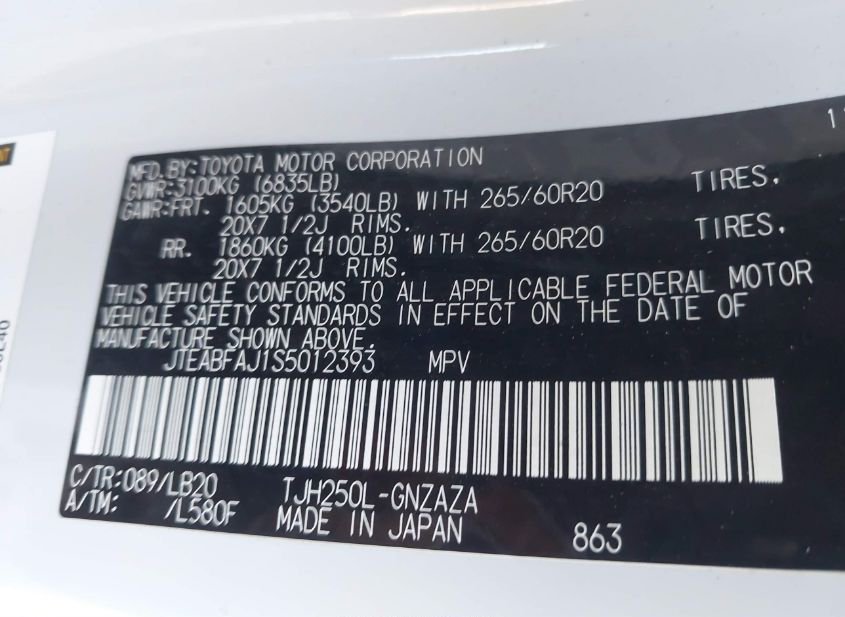 MFD. BY: TOYOTA MOTOR CORPORATION
GVWR: 3100KG (6835LB)
GAWR: FRT. 1605KG (3540LB) WITH 265/60R20 TIRES,
20X7 1/2J RIMS.
RR. 1860KG (4100LB) WITH 265/60R20 TIRES,
20X7 1/2J RIMS.
THIS VEHICLE CONFORMS TO ALL APPLICABLE FEDERAL MOTOR
VEHICLE SAFETY STANDARDS IN EFFECT ON THE DATE OF
MANUFACTURE SHOWN ABOVE.
JTEABFAJ1S5012393 MPV
C/TR: 089/LB20 TJH250L-GNZAZA
A/TM: /L580F MADE IN JAPAN 863